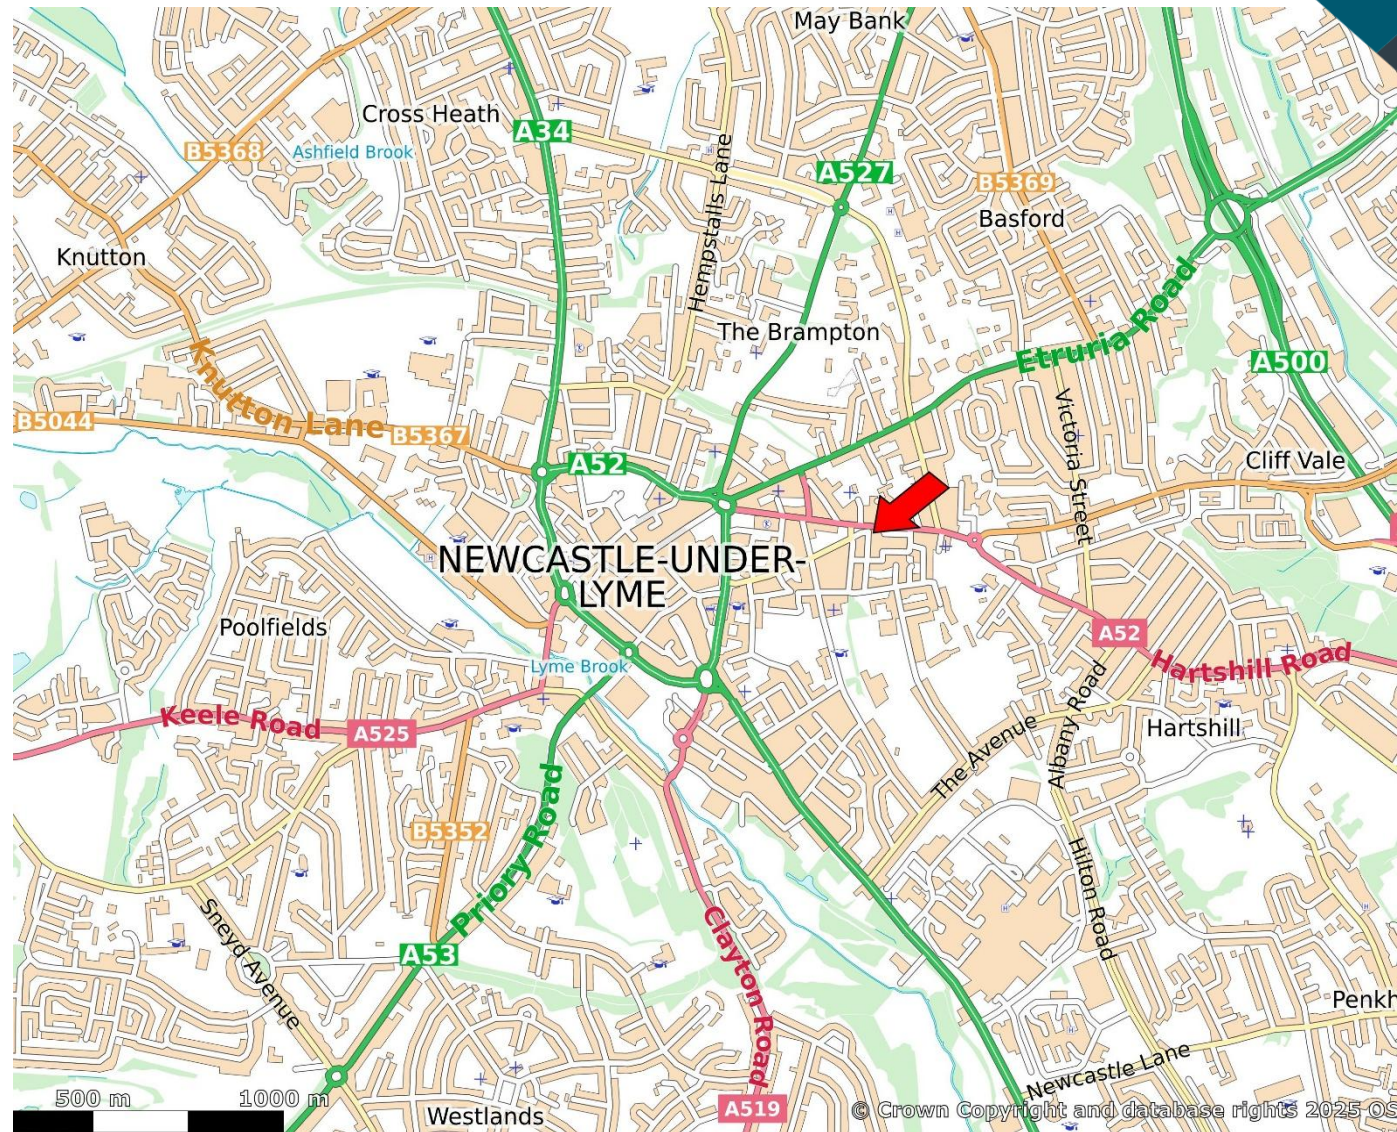 May Bank
Cross Heath
A34
B5368
Ashfield Brook
Hempstalls Lane
A527
B5369
Basford
Knutton
The Brampton
Etruria Road
A500
Knutton Lane
B5044
B5367
Victoria Street
A52
Cliff Vale
NEWCASTLE-UNDER-
LYME
Poolfields
Lyme Brook
A52
Hartshill Road
Keele Road
A525
Albany Road
Hartshill
The Avenue
Priory Road
B5352
Hilton Road
Sneyd Avenue
A53
Clayton Road
Penkh
Newcastle Lane
500 m
1000 m
Westlands
A519
© Crown Copyright and database rights 2025 OS